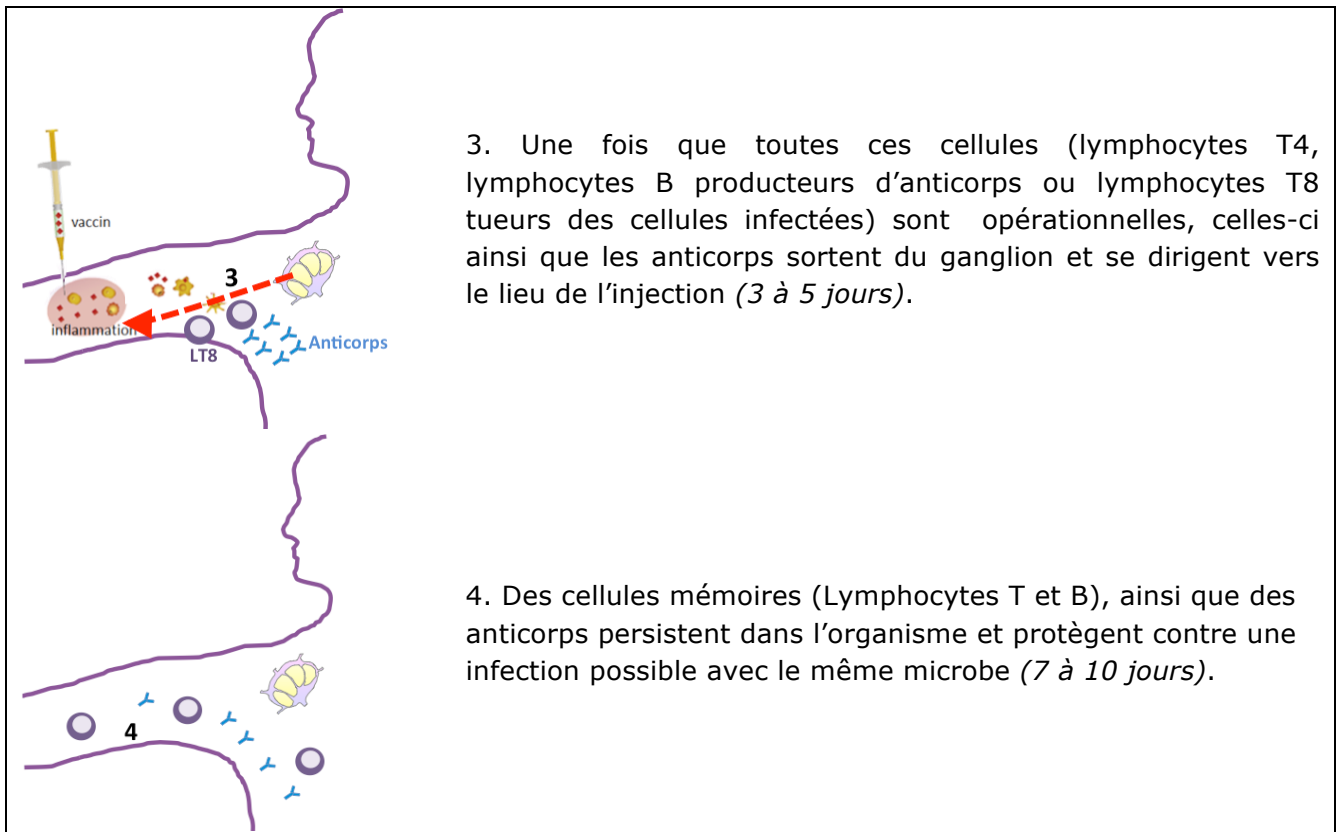 3. Une fois que toutes ces cellules (lymphocytes T4,
lymphocytes B producteurs d’anticorps ou lymphocytes T8
tueurs des cellules infectées) sont opérationnelles, celles-ci
ainsi que les anticorps sortent du ganglion et se dirigent vers
le lieu de l’injection (3 à 5 jours).
vaccin
3
inflammation
LT8
Anticorps
4. Des cellules mémoires (Lymphocytes T et B), ainsi que des
anticorps persistent dans l’organisme et protègent contre une
infection possible avec le même microbe (7 à 10 jours).
4